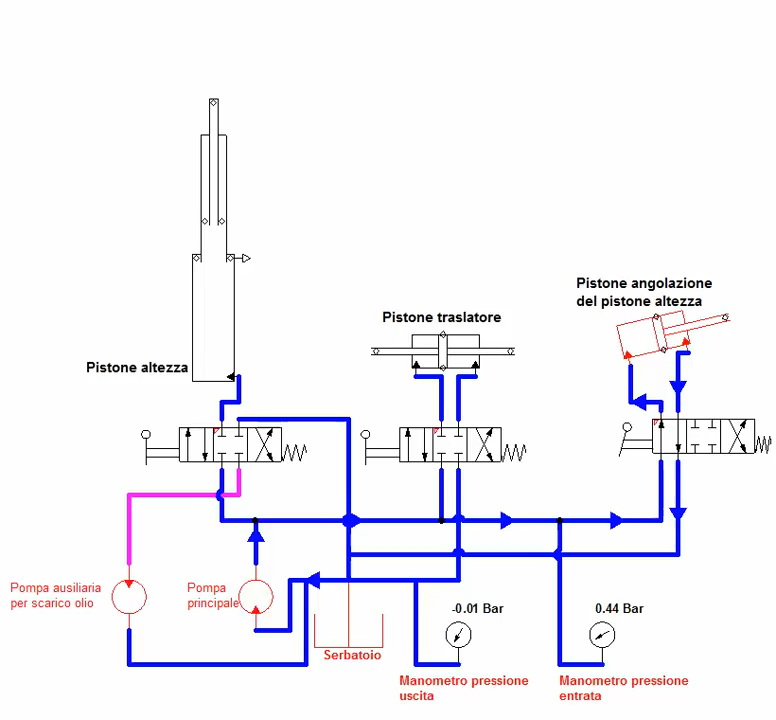 Pistone angolazione
del pistone altezza
Pistone traslatore
Pistone altezza
Pompa ausiliaria
per scarico olio
Pompa
principale
-0.01 Bar
0.44 Bar
Serbatoio
Manometro pressione
uscita
Manometro pressione
entrata